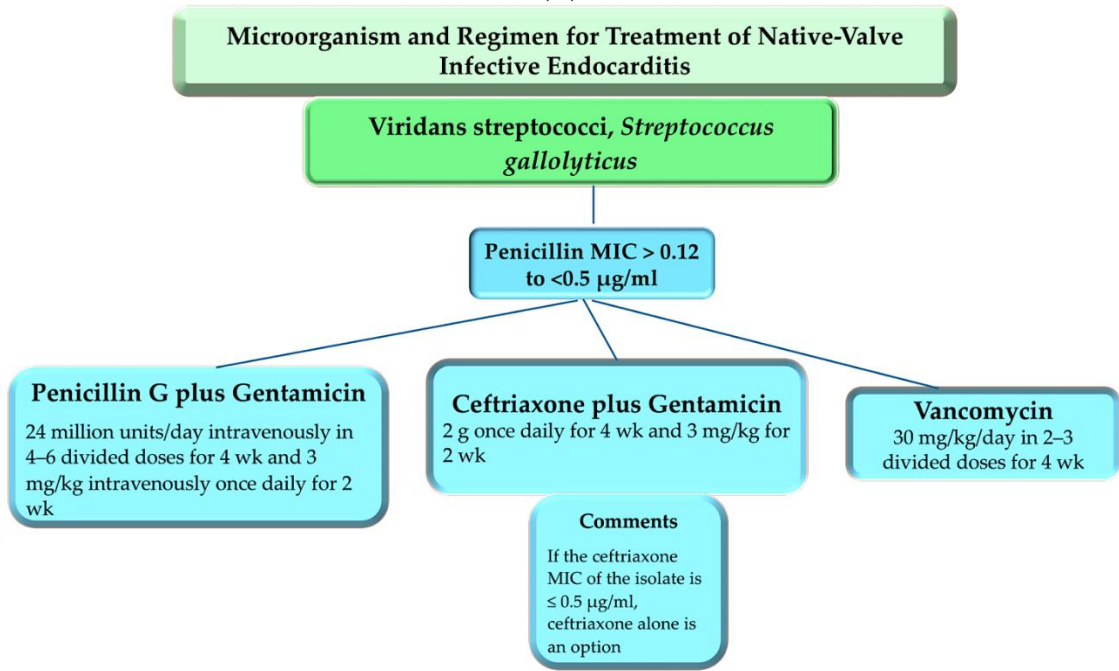 Microorganism and Regimen for Treatment of Native-Valve
Infective Endocarditis
Viridans streptococci, Streptococcus
gallolyticus
Penicillin MIC > 0.12
to <0.5 µg/ml
Penicillin G plus Gentamicin
24 million units/day intravenously in
4–6 divided doses for 4 wk and 3
mg/kg intravenously once daily for 2
wk
Ceftriaxone plus Gentamicin
2 g once daily for 4 wk and 3 mg/kg for
2 wk
Vancomycin
30 mg/kg/day in 2–3
divided doses for 4 wk
Comments
If the ceftriaxone
MIC of the isolate is
≤ 0.5 µg/ml,
ceftriaxone alone is
an option